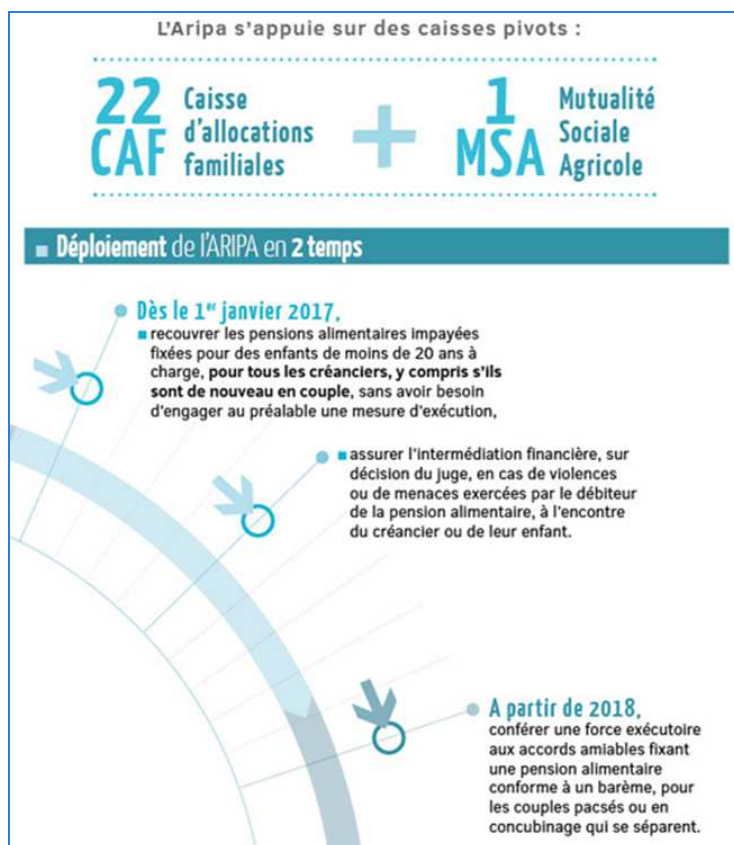 L'Aripa s'appuie sur des caisses pivots :
22 CAF
Caisse
d'allocations
familiales
+
1 MSA
Mutualité
Sociale
Agricole
Déploiement de l'ARIPA en 2 temps
Dès le 1er janvier 2017,
recouvrer les pensions alimentaires impayées
fixées pour des enfants de moins de 20 ans à
charge, pour tous les créanciers, y compris s'ils
sont de nouveau en couple, sans avoir besoin
d'engager au préalable une mesure d'exécution,
assurer l'intermédiation financière, sur
décision du juge, en cas de violences
ou de menaces exercées par le débiteur
de la pension alimentaire, à l'encontre
du créancier ou de leur enfant.
A partir de 2018,
conférer une force exécutoire
aux accords amiables fixant
une pension alimentaire
conforme à un barème, pour
les couples pacsés ou en
concubinage qui se séparent.